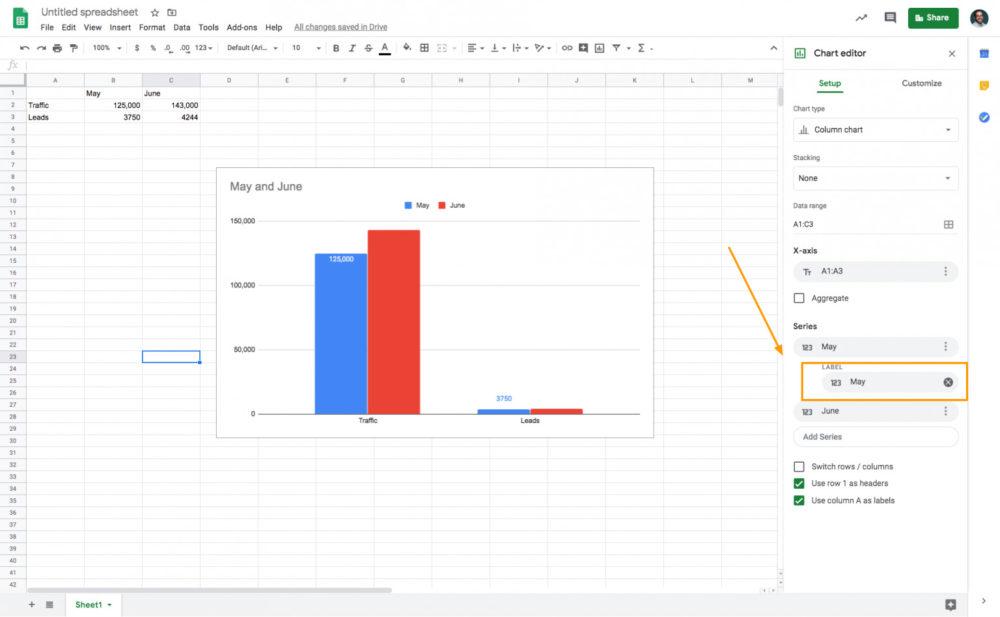 Untitled spreadsheet
File Edit View Insert Format Data Tools Add-ons Help All changes saved in Drive
Share
100% $ % .0 .00 123 Default (Ari... 10 B I S A
fx
A B C D E F G H I J K L M
1 May June
2 Traffic 125,000 143,000
3 Leads 3750 4244
4
5
6
7
8
9
10
11
12
13
14
15
16
17
18
19
20
21
22
23
24
25
26
27
28
29
30
31
32
33
34
35
36
37
38
39
40
41
42
May and June
May June
150,000
125,000
100,000
50,000
3750
0
Traffic Leads
Chart editor
Setup Customize
Chart type
Column chart
Stacking
None
Data range
A1:C3
X-axis
Tт A1:A3
Aggregate
Series
123 May
LABEL
123 May
123 June
Add Series
Switch rows / columns
Use row 1 as headers
Use column A as labels
Sheet1